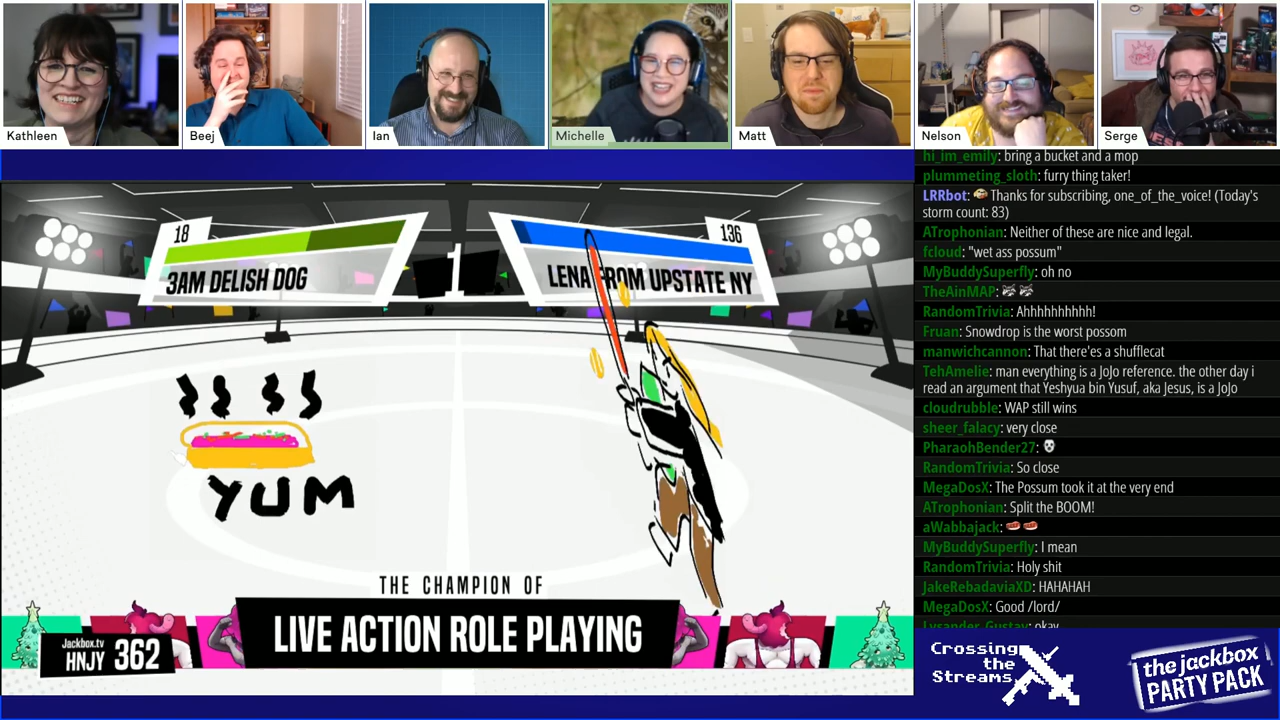 Kathleen
Beej
Ian
Michelle
Matt
Nelson
Serge
18
3AM DELISH DOG
1
136
LENA FROM UPSTATE NY
YUM
THE CHAMPION OF
LIVE ACTION ROLE PLAYING
Jackbox.tv
HNJY 362
hi_im_emily: bring a bucket and a mop
plummeting_sloth: furry thing taker!
LRRbot: Thanks for subscribing, one_of_the_voice! (Today's
storm count: 83)
ATrophonian: Neither of these are nice and legal.
fcloud: "wet ass possum"
MyBuddySuperfly: oh no
TheAinMAP:
RandomTrivia: Ahhhhhhhhhh!
Fruan: Snowdrop is the worst possom
manwichcannon: That there'es a shufflecat
TehAmelie: man everything is a JoJo reference. the other day i
read an argument that Yeshyua bin Yusuf, aka Jesus, is a JoJo
cloudrubble: WAP still wins
sheer_falacy: very close
PharaohBender27:
RandomTrivia: So close
MegaDosX: The Possum took it at the very end
ATrophonian: Split the BOOM!
aWabbajack:
MyBuddySuperfly: I mean
RandomTrivia: Holy shit
JakeRebadaviaXD: HAHAHAH
MegaDosX: Good /lord/
Lysander_Gustav: okay
Crossing
the
Streams
the jackbox
PARTY PACK